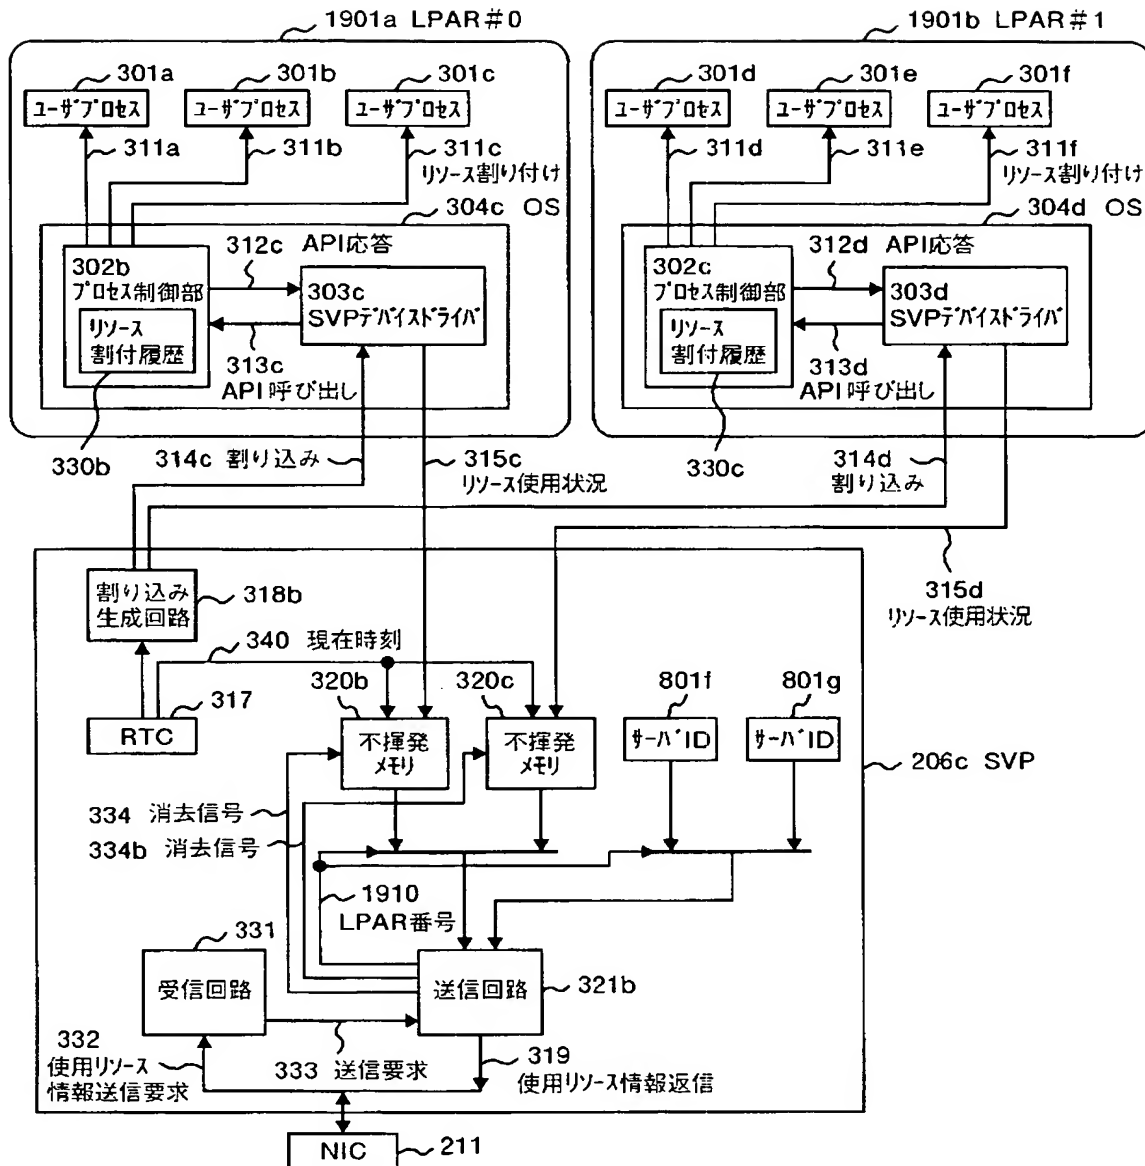 1901a LPAR#0
1901b LPAR#1
301a
301b
301c
301d
301e
301f
ユーザプロセス
ユーザプロセス
ユーザプロセス
ユーザプロセス
ユーザプロセス
ユーザプロセス
311a
311b
311c
リソース割り付け
311d
311e
311f
リソース割り付け
304c OS
304d OS
312c API応答
302b
プロセス制御部
303c
SVPデバイスドライバ
リソース
割付履歴
313c
API呼び出し
312d API応答
302c
プロセス制御部
303d
SVPデバイスドライバ
リソース
割付履歴
313d
API呼び出し
330b
314c 割り込み
315c
リソース使用状況
330c
314d
割り込み
315d
リソース使用状況
割り込み
生成回路
318b
340 現在時刻
317
RTC
320b
320c
801f
801g
不揮発
メモリ
不揮発
メモリ
サーバID
サーバID
206c SVP
334 消去信号
334b 消去信号
1910
LPAR番号
331
受信回路
送信回路
321b
332
使用リソース
情報送信要求
333 送信要求
319
使用リソース情報返信
NIC
211